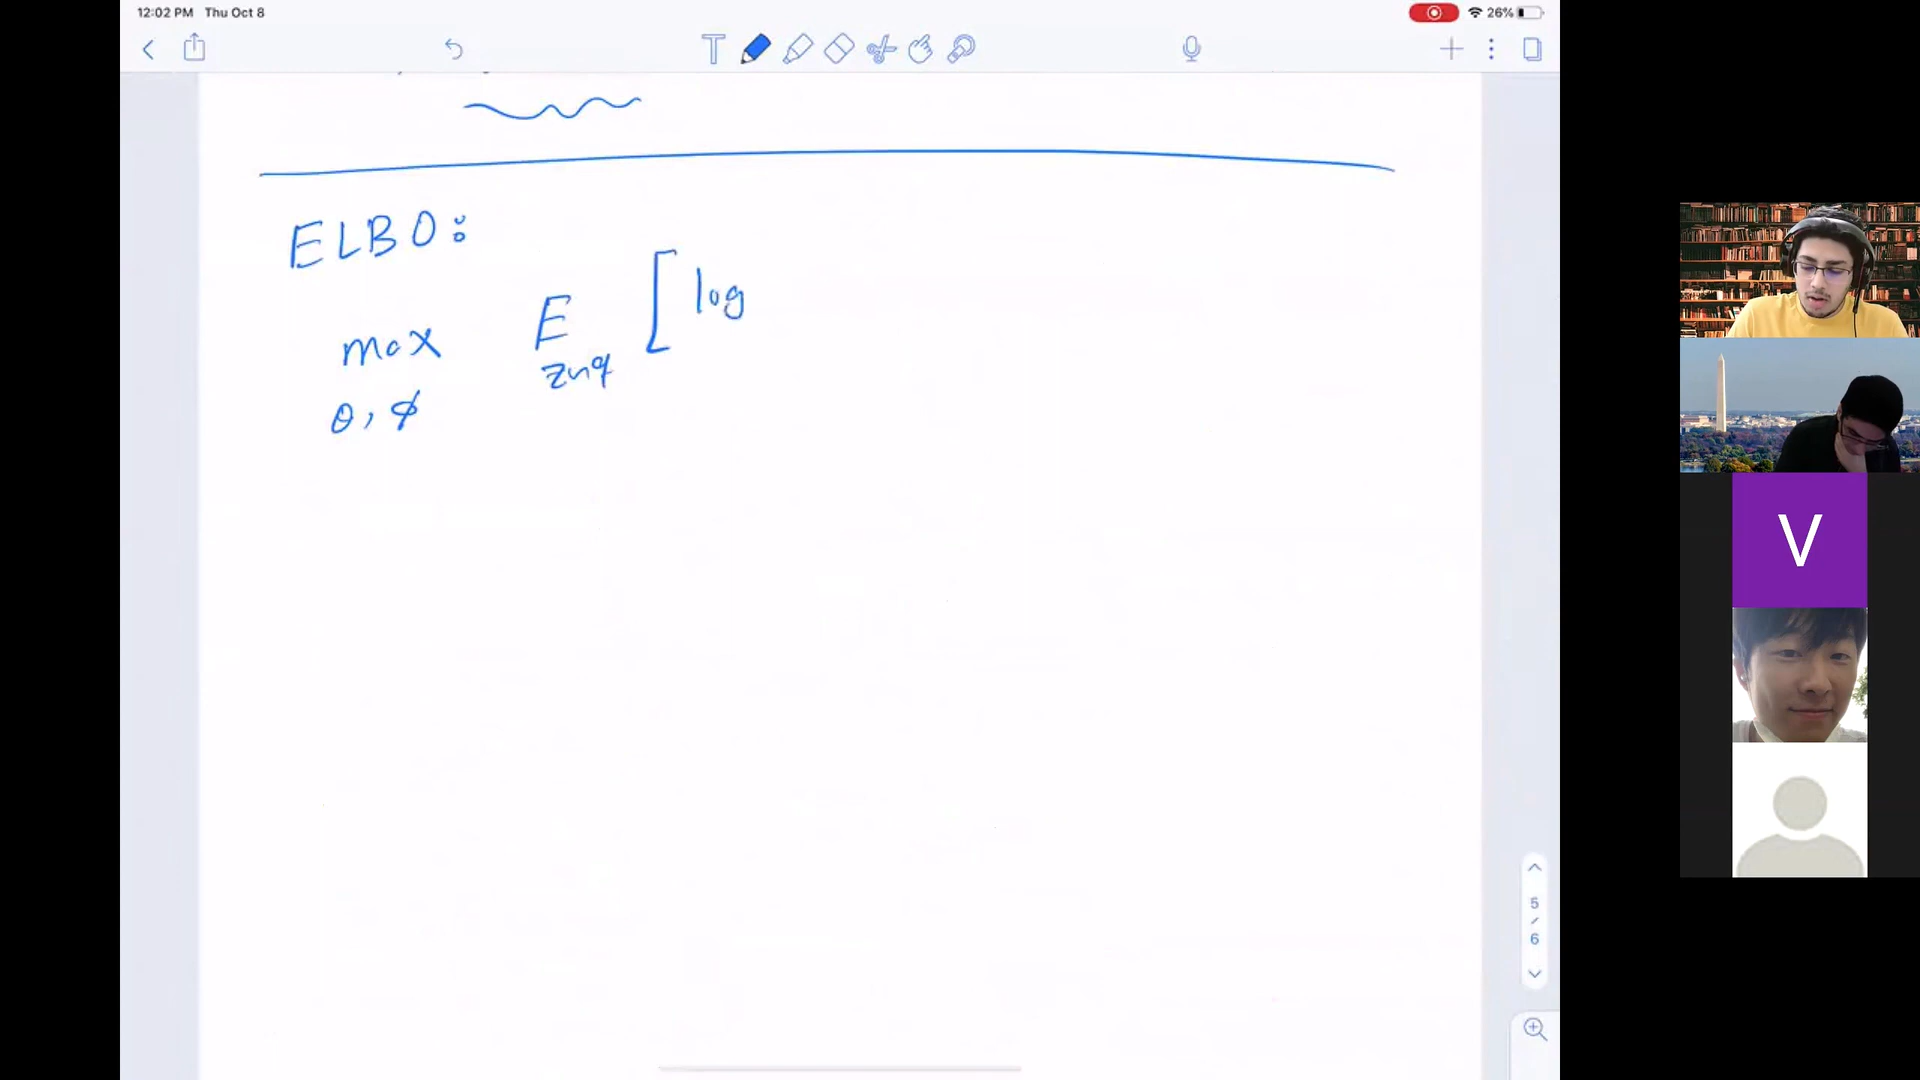 12:02 PM Thu Oct 8
26%
T
ELBO:
max E [ log
θ, φ z~q
V
5
/
6